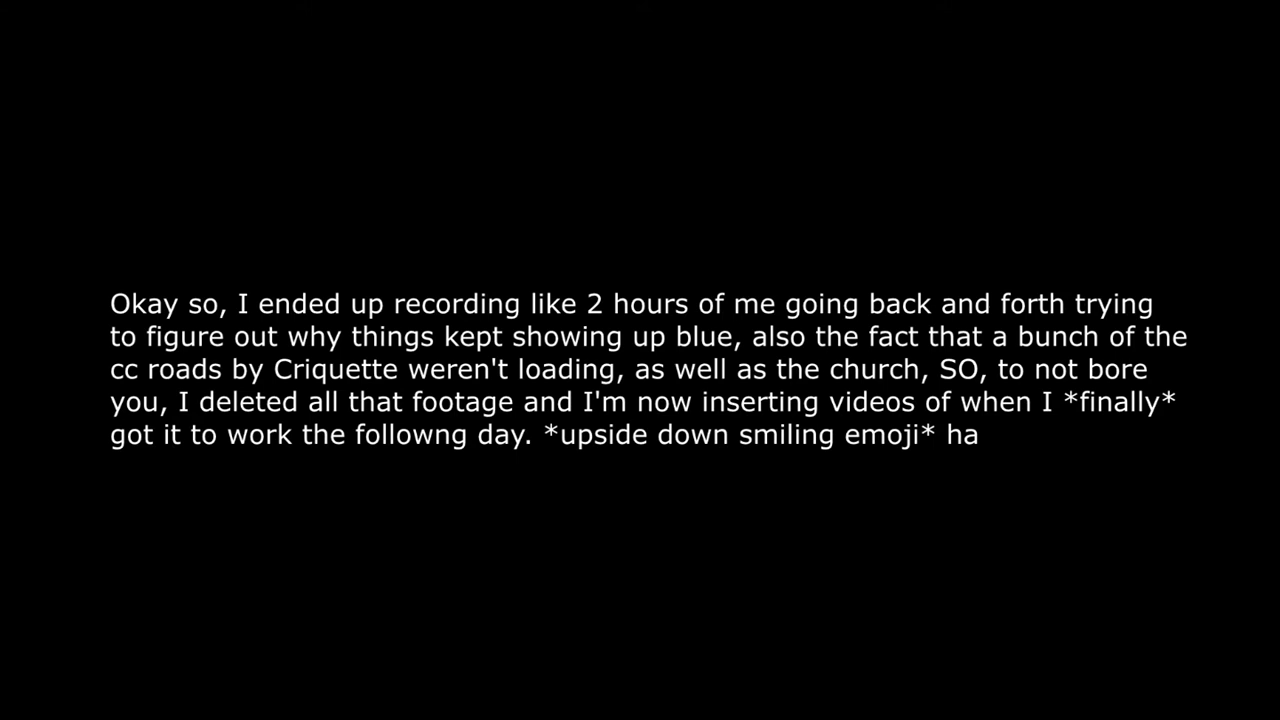 Okay so, I ended up recording like 2 hours of me going back and forth trying
to figure out why things kept showing up blue, also the fact that a bunch of the
cc roads by Criquette weren't loading, as well as the church, SO, to not bore
you, I deleted all that footage and I'm now inserting videos of when I *finally*
got it to work the followng day. *upside down smiling emoji* ha